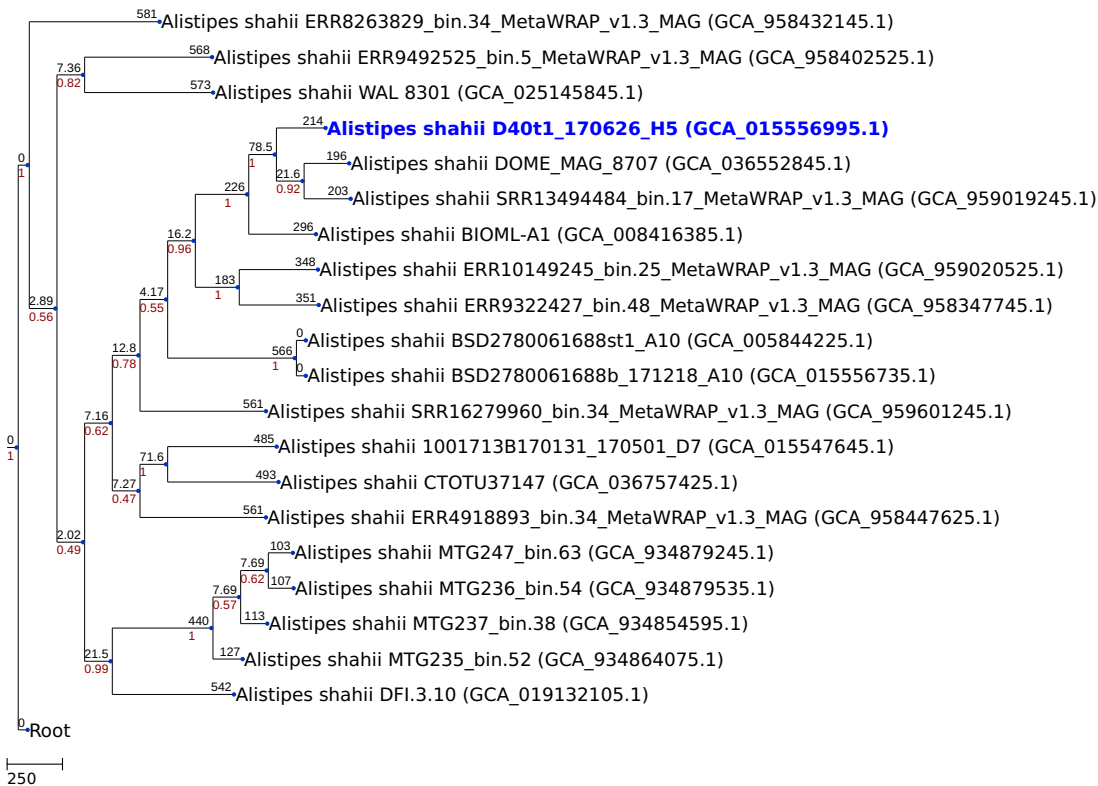 581 Alistipes shahii ERR8263829_bin.34_MetaWRAP_v1.3_MAG (GCA_958432145.1)
568 Alistipes shahii ERR9492525_bin.5_MetaWRAP_v1.3_MAG (GCA_958402525.1)
7.36
0.82
573 Alistipes shahii WAL 8301 (GCA_025145845.1)
214 Alistipes shahii D40t1_170626_H5 (GCA_015556995.1)
78.5
1
0
1
196 Alistipes shahii DOME_MAG_8707 (GCA_036552845.1)
21.6
0.92
226
1
203 Alistipes shahii SRR13494484_bin.17_MetaWRAP_v1.3_MAG (GCA_959019245.1)
296 Alistipes shahii BIOML-A1 (GCA_008416385.1)
16.2
0.96
348 Alistipes shahii ERR10149245_bin.25_MetaWRAP_v1.3_MAG (GCA_959020525.1)
183
1
4.17
0.55
2.89
0.56
351 Alistipes shahii ERR9322427_bin.48_MetaWRAP_v1.3_MAG (GCA_958347745.1)
0 Alistipes shahii BSD2780061688st1_A10 (GCA_005844225.1)
566
1
12.8
0.78
0 Alistipes shahii BSD2780061688b_171218_A10 (GCA_015556735.1)
561 Alistipes shahii SRR16279960_bin.34_MetaWRAP_v1.3_MAG (GCA_959601245.1)
7.16
0.62
485 Alistipes shahii 1001713B170131_170501_D7 (GCA_015547645.1)
0
1
71.6
1
493 Alistipes shahii CTOTU37147 (GCA_036757425.1)
7.27
0.47
561 Alistipes shahii ERR4918893_bin.34_MetaWRAP_v1.3_MAG (GCA_958447625.1)
2.02
0.49
103 Alistipes shahii MTG247_bin.63 (GCA_934879245.1)
7.69
0.62
107 Alistipes shahii MTG236_bin.54 (GCA_934879535.1)
7.69
0.57
113 Alistipes shahii MTG237_bin.38 (GCA_934854595.1)
440
1
127 Alistipes shahii MTG235_bin.52 (GCA_934864075.1)
21.5
0.99
542 Alistipes shahii DFI.3.10 (GCA_019132105.1)
0 Root
250